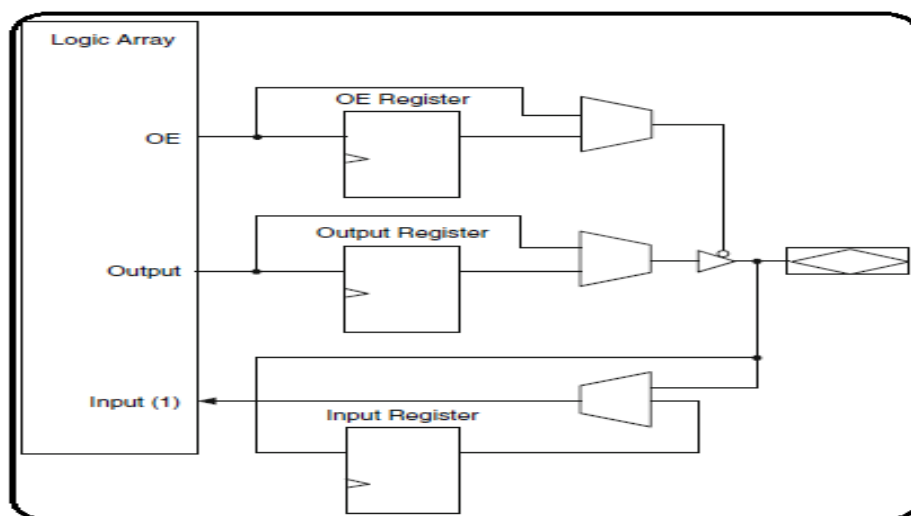 Logic Array
OE Register
OE
Output Register
Output
Input (1)
Input Register